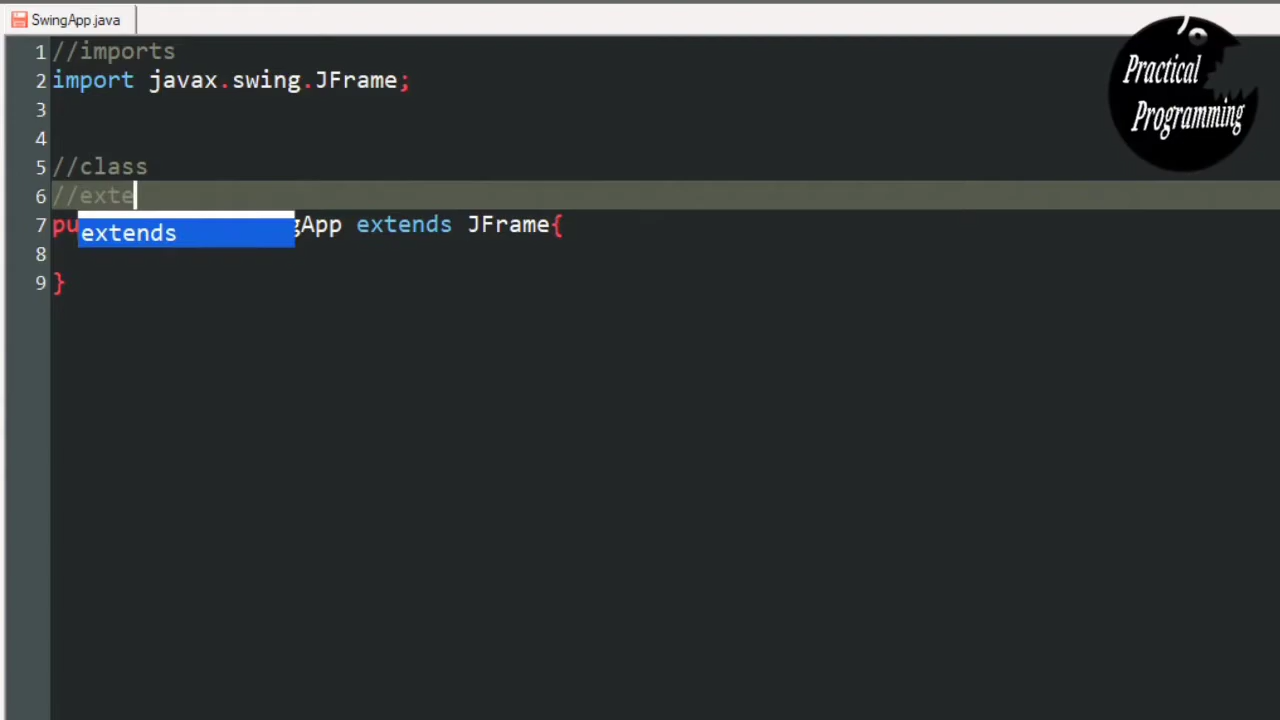 SwingApp.java
Practical
Programming
1 //imports
2 import javax.swing.JFrame;
3
4
5 //class
6 //exte
7 pu gApp extends JFrame{
extends
8
9 }